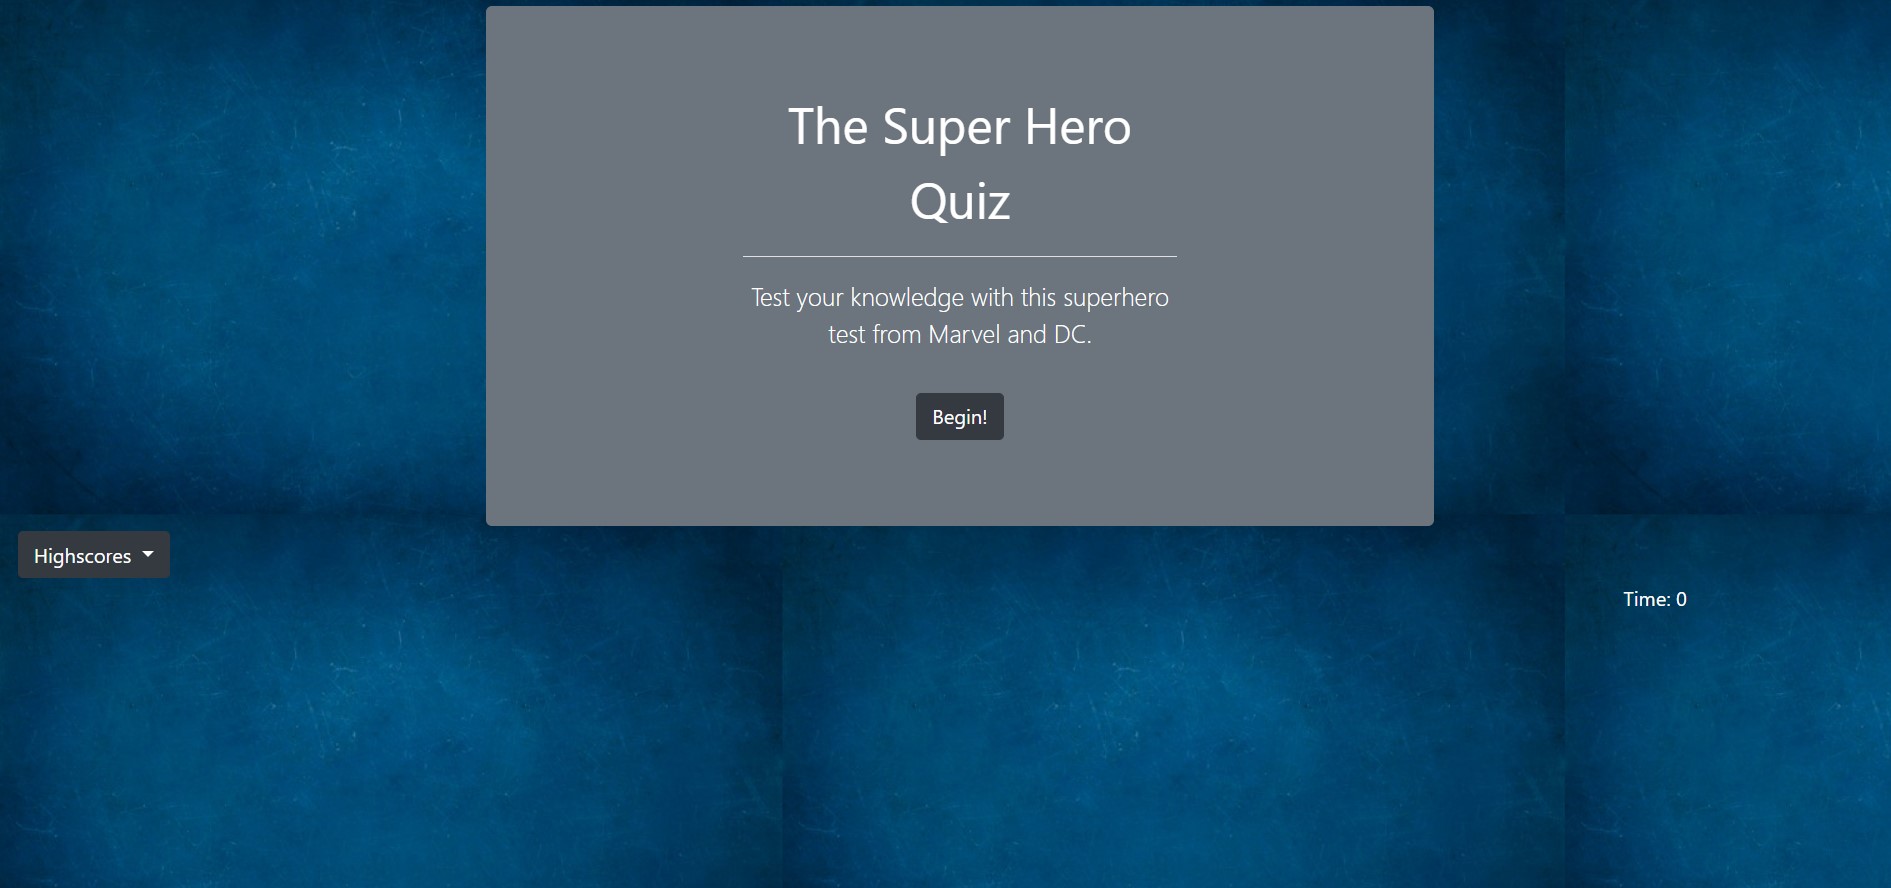 The Super Hero
Quiz
Test your knowledge with this superhero
test from Marvel and DC.
Begin!
Highscores
Time: 0